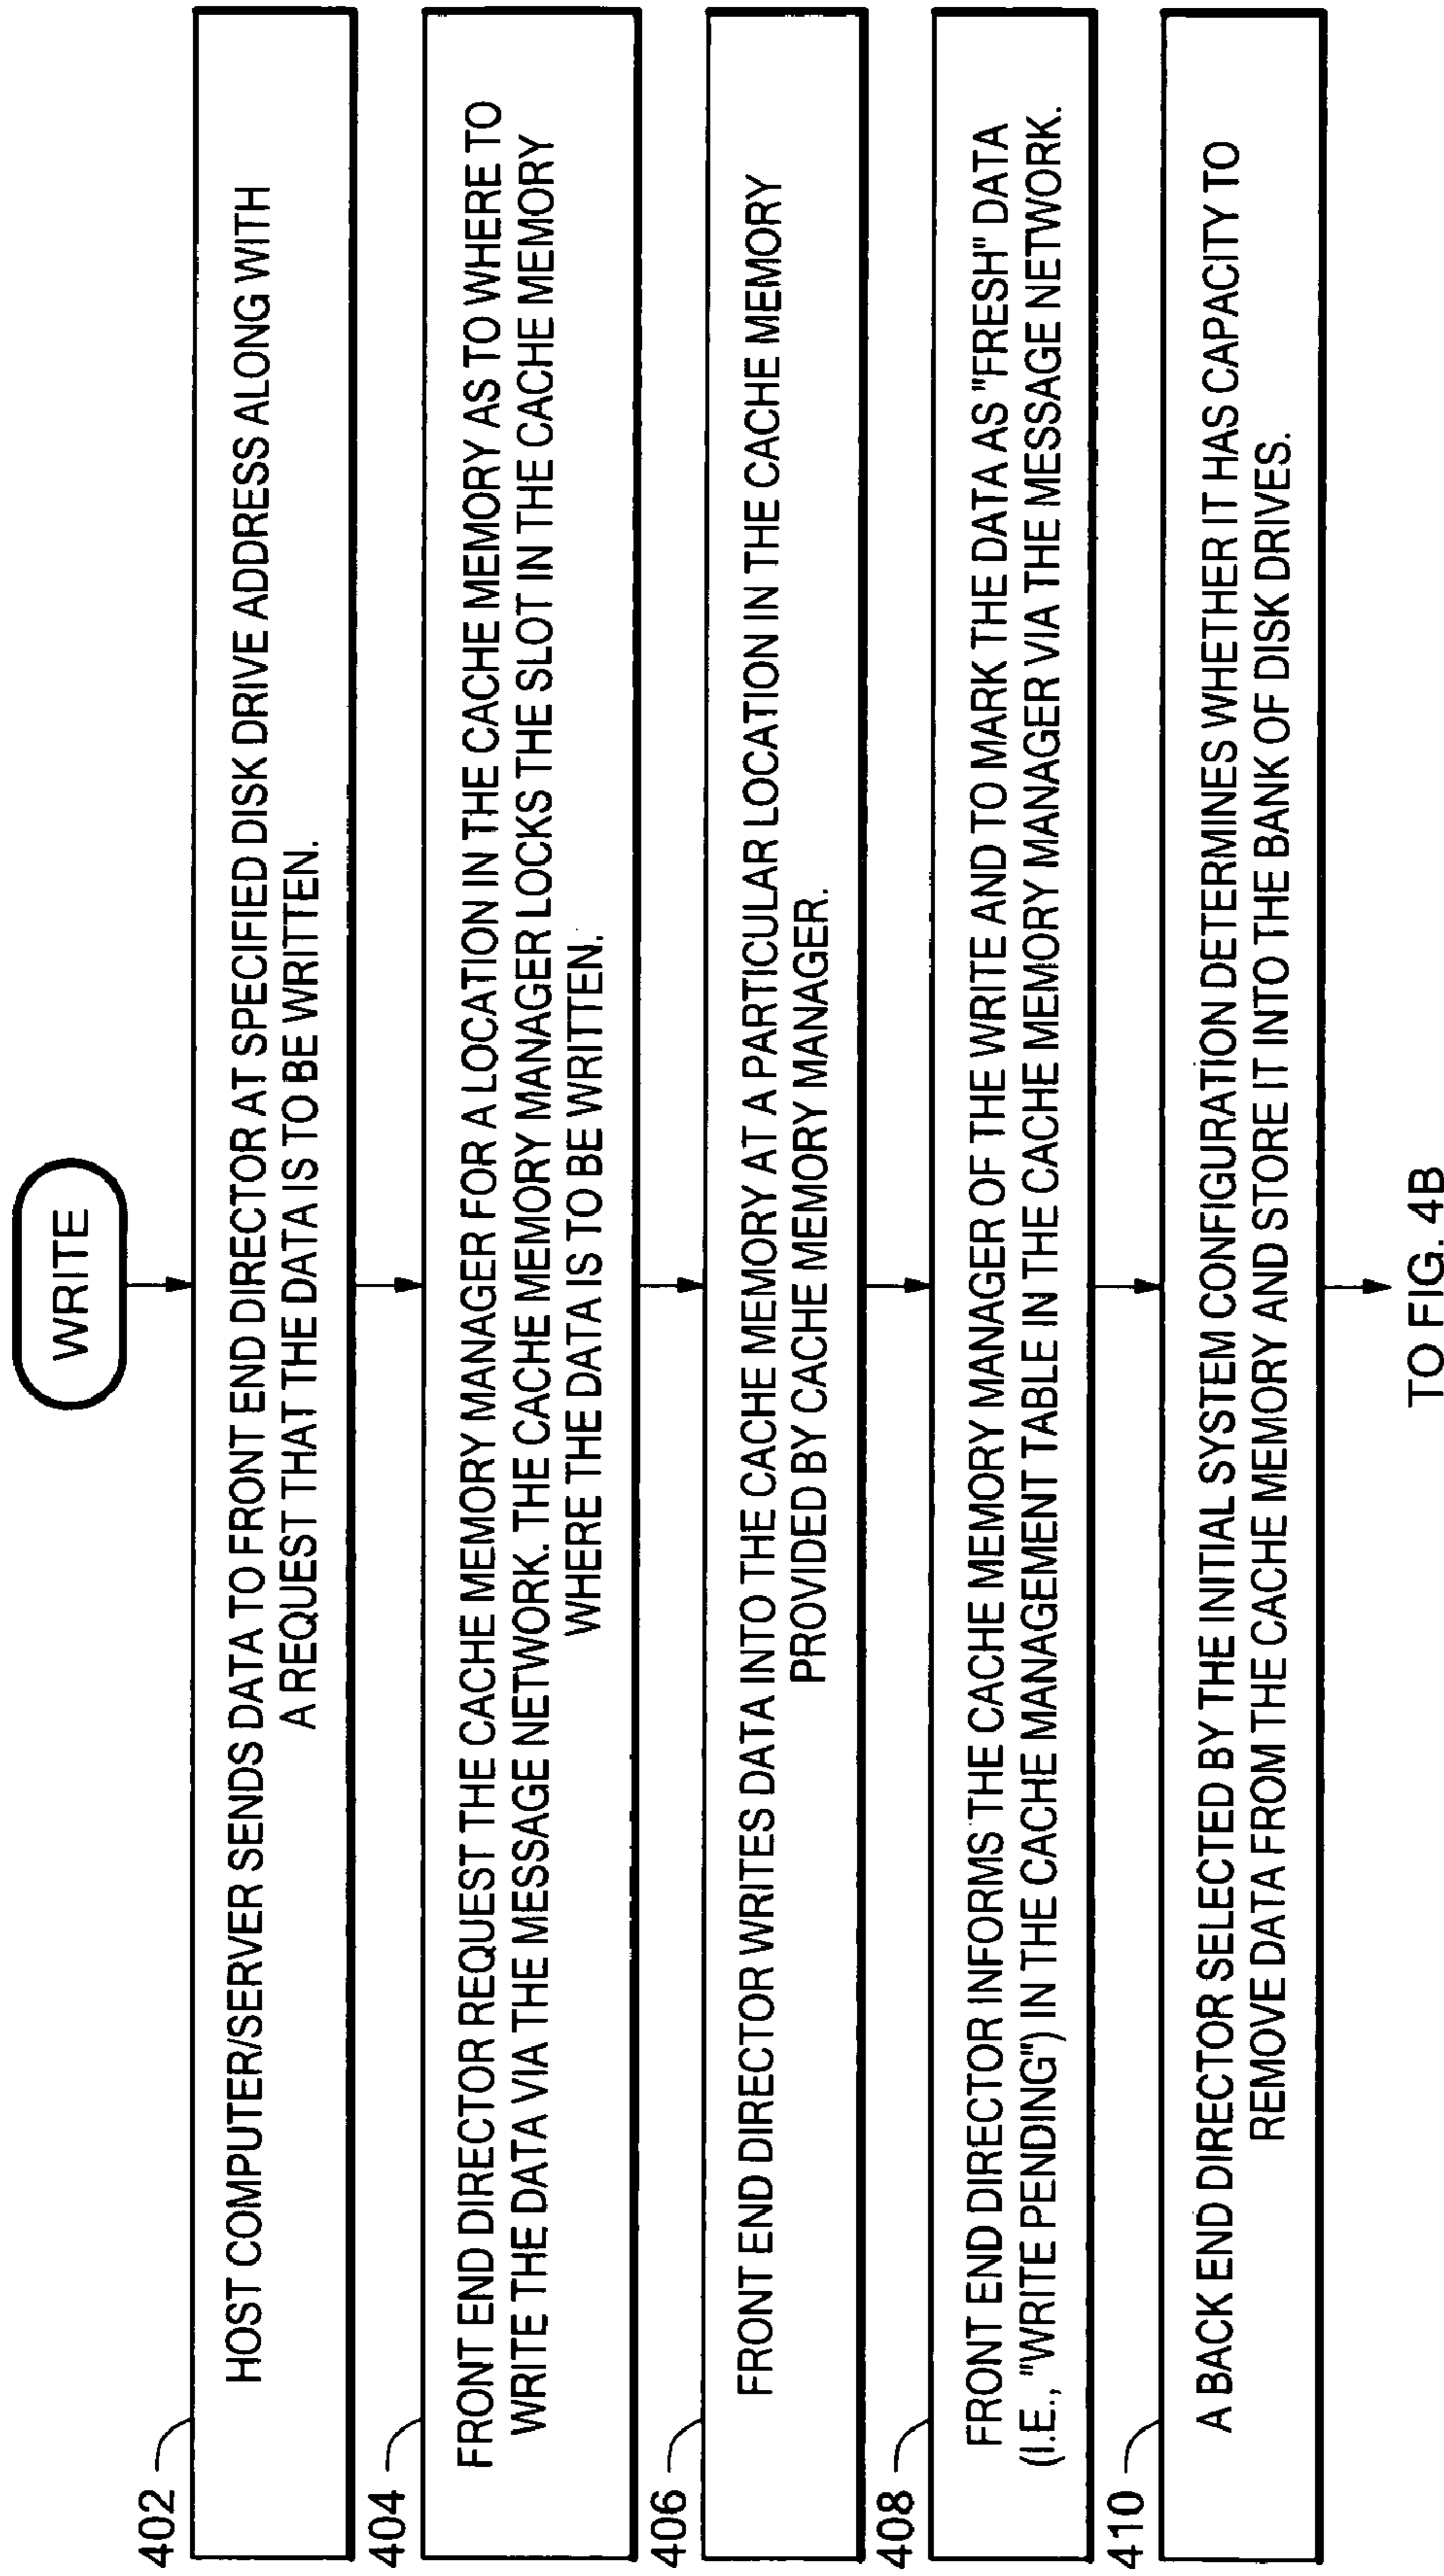 WRITE
402
HOST COMPUTER/SERVER SENDS DATA TO FRONT END DIRECTOR AT SPECIFIED DISK DRIVE ADDRESS ALONG WITH
A REQUEST THAT THE DATA IS TO BE WRITTEN.
404
FRONT END DIRECTOR REQUEST THE CACHE MEMORY MANAGER FOR A LOCATION IN THE CACHE MEMORY AS TO WHERE TO
WRITE THE DATA VIA THE MESSAGE NETWORK. THE CACHE MEMORY MANAGER LOCKS THE SLOT IN THE CACHE MEMORY
WHERE THE DATA IS TO BE WRITTEN.
406
FRONT END DIRECTOR WRITES DATA INTO THE CACHE MEMORY AT A PARTICULAR LOCATION IN THE CACHE MEMORY
PROVIDED BY CACHE MEMORY MANAGER.
408
FRONT END DIRECTOR INFORMS THE CACHE MEMORY MANAGER OF THE WRITE AND TO MARK THE DATA AS "FRESH" DATA
(I.E., "WRITE PENDING") IN THE CACHE MANAGEMENT TABLE IN THE CACHE MEMORY MANAGER VIA THE MESSAGE NETWORK.
410
A BACK END DIRECTOR SELECTED BY THE INITIAL SYSTEM CONFIGURATION DETERMINES WHETHER IT HAS CAPACITY TO
REMOVE DATA FROM THE CACHE MEMORY AND STORE IT INTO THE BANK OF DISK DRIVES.
TO FIG. 4B